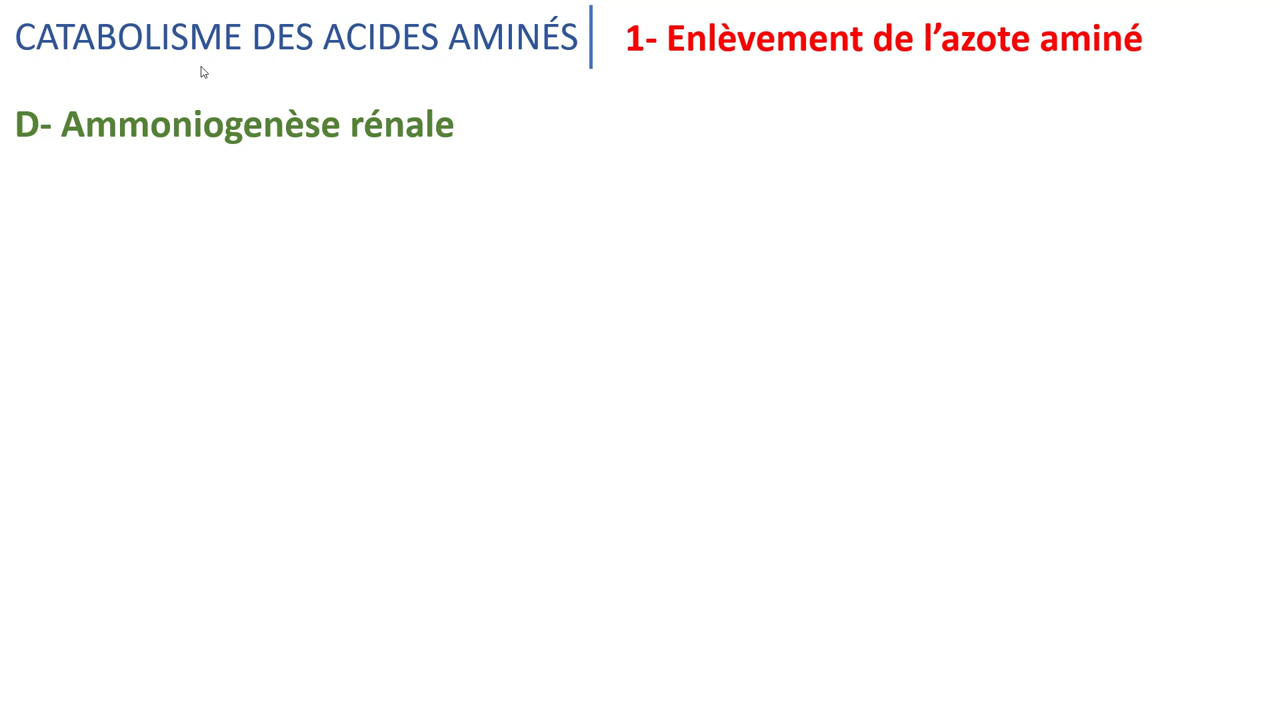 CATABOLISME DES ACIDES AMINÉS
1- Enlèvement de l’azote aminé
D- Ammoniogenèse rénale